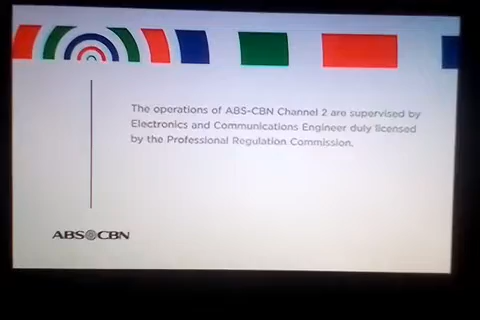 The operations of ABS-CBN Channel 2 are supervised by
Electronics and Communications Engineer duly licensed
by the Professional Regulation Commission.
ABS CBN